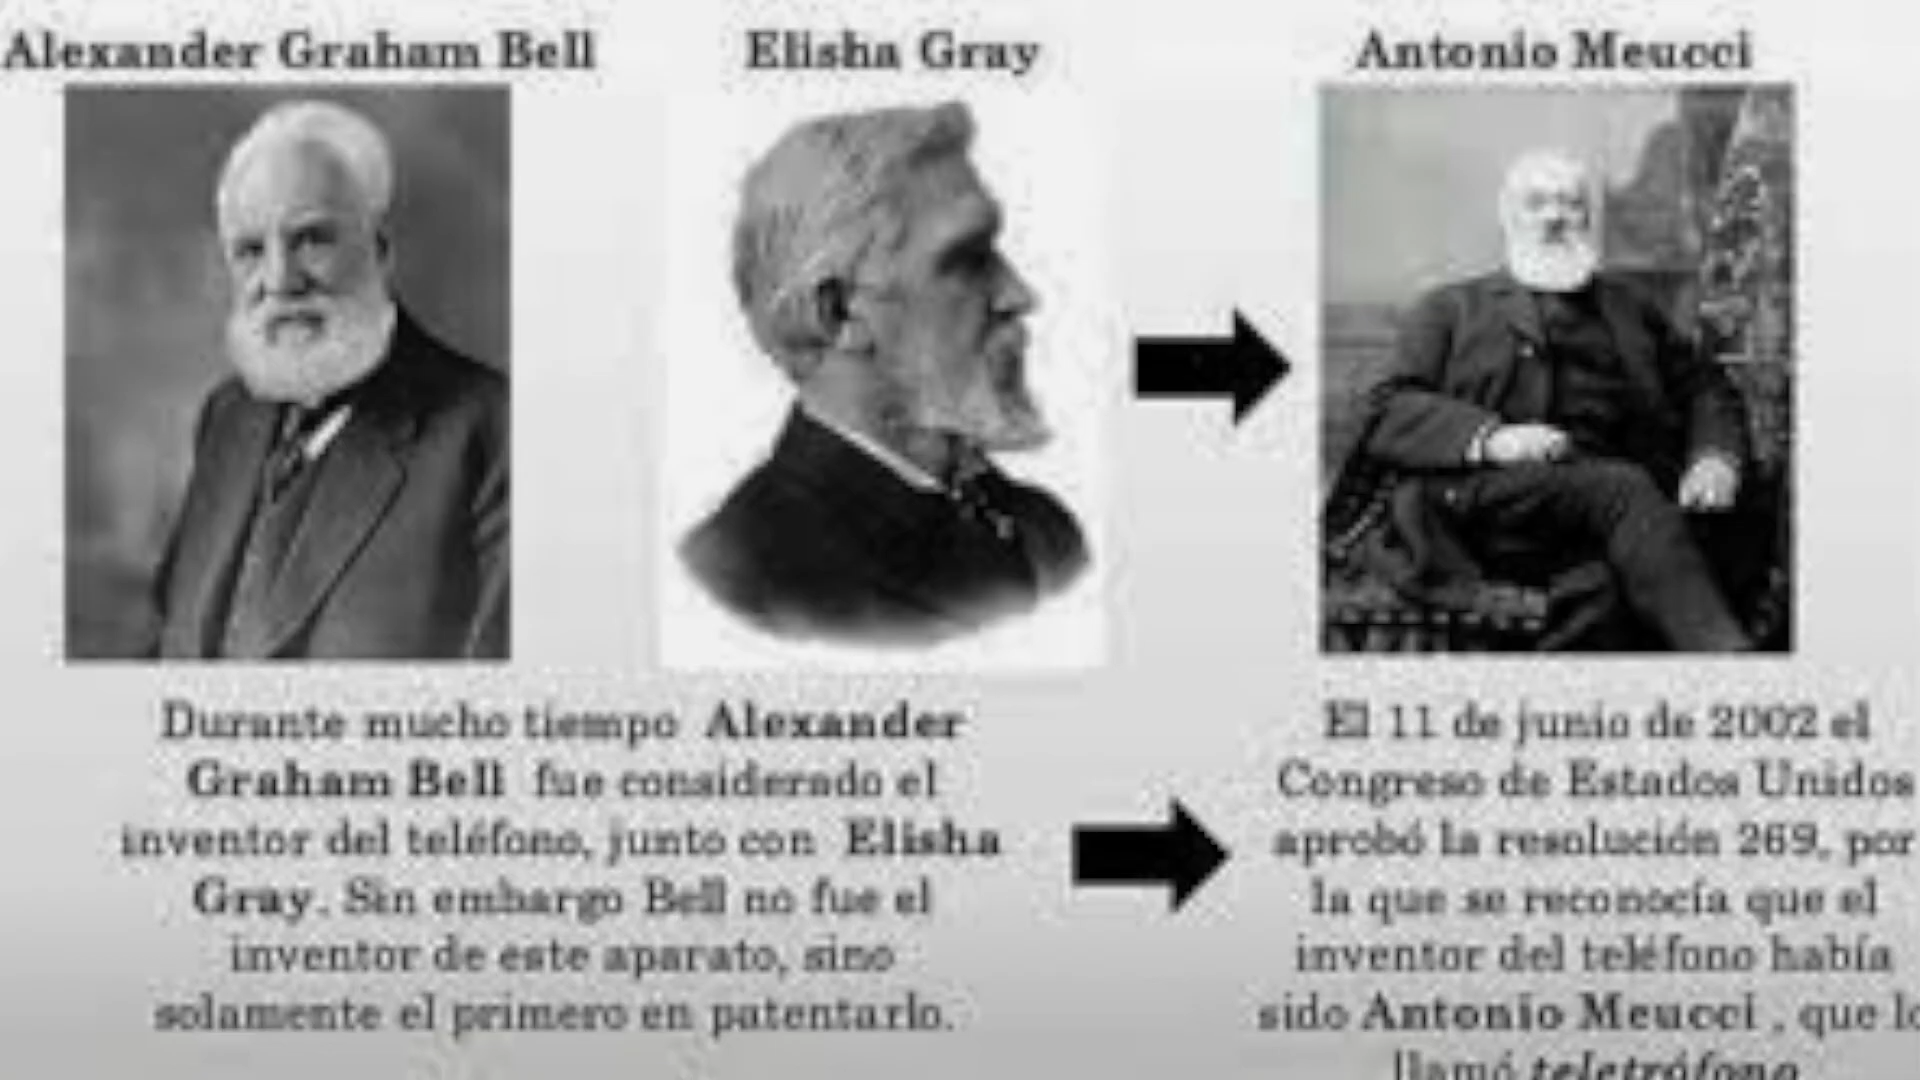 Alexander Graham Bell
Elisha Gray
Antonio Meucci
Durante mucho tiempo Alexander
Graham Bell fue considerado el
inventor del teléfono, junto con Elisha
Gray. Sin embargo Bell no fue el
inventor de este aparato, sino
solamente el primero en patentarlo.
El 11 de junio de 2002 el
Congreso de Estados Unidos
aprobó la resolución 269, por
la que se reconocía que el
inventor del teléfono había
sido Antonio Meucci , que lo
llamó teletrófono